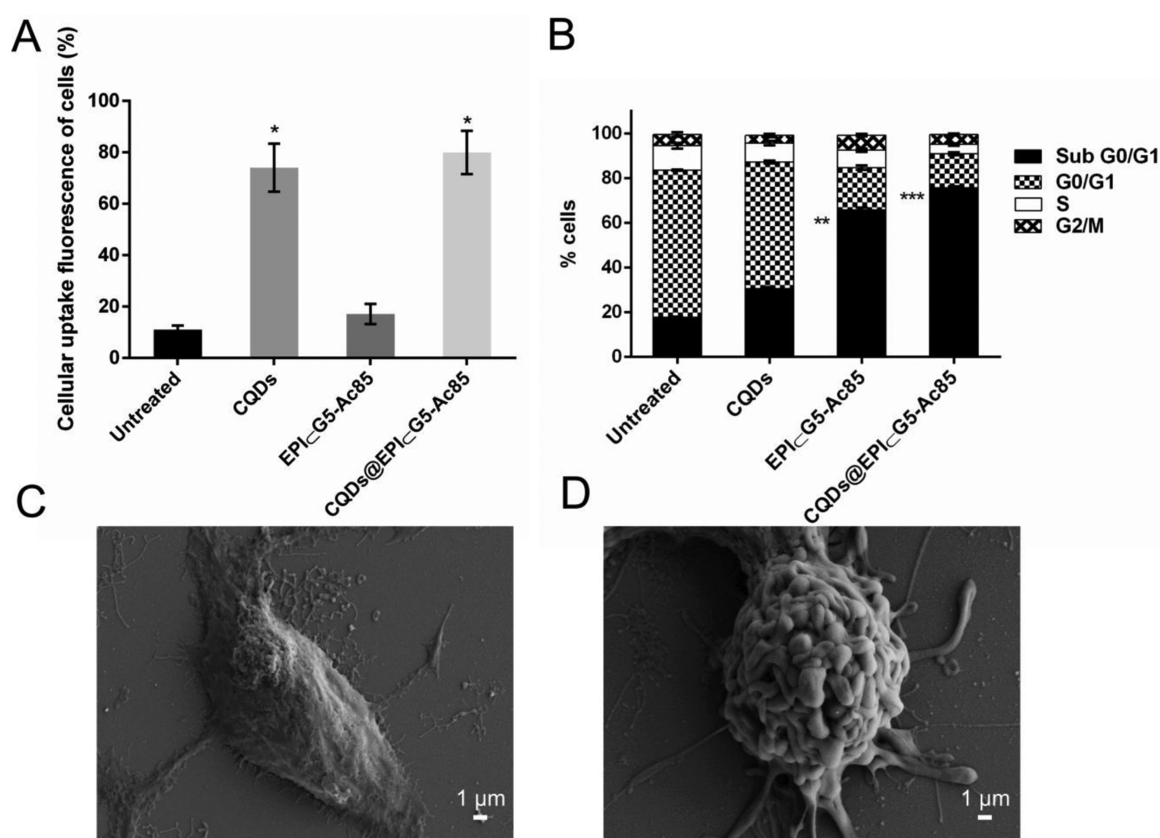 A
Cellular uptake fluorescence of cells (%)
100
80
60
40
20
0
*
*
Untreated
CQDs
EPI⊂G5-Ac85
CQDs@EPI⊂G5-Ac85
B
% cells
100
80
60
40
20
0
**
***
Untreated
CQDs
EPI⊂G5-Ac85
CQDs@EPI⊂G5-Ac85
Sub G0/G1
G0/G1
S
G2/M
C
1 µm
D
1 µm